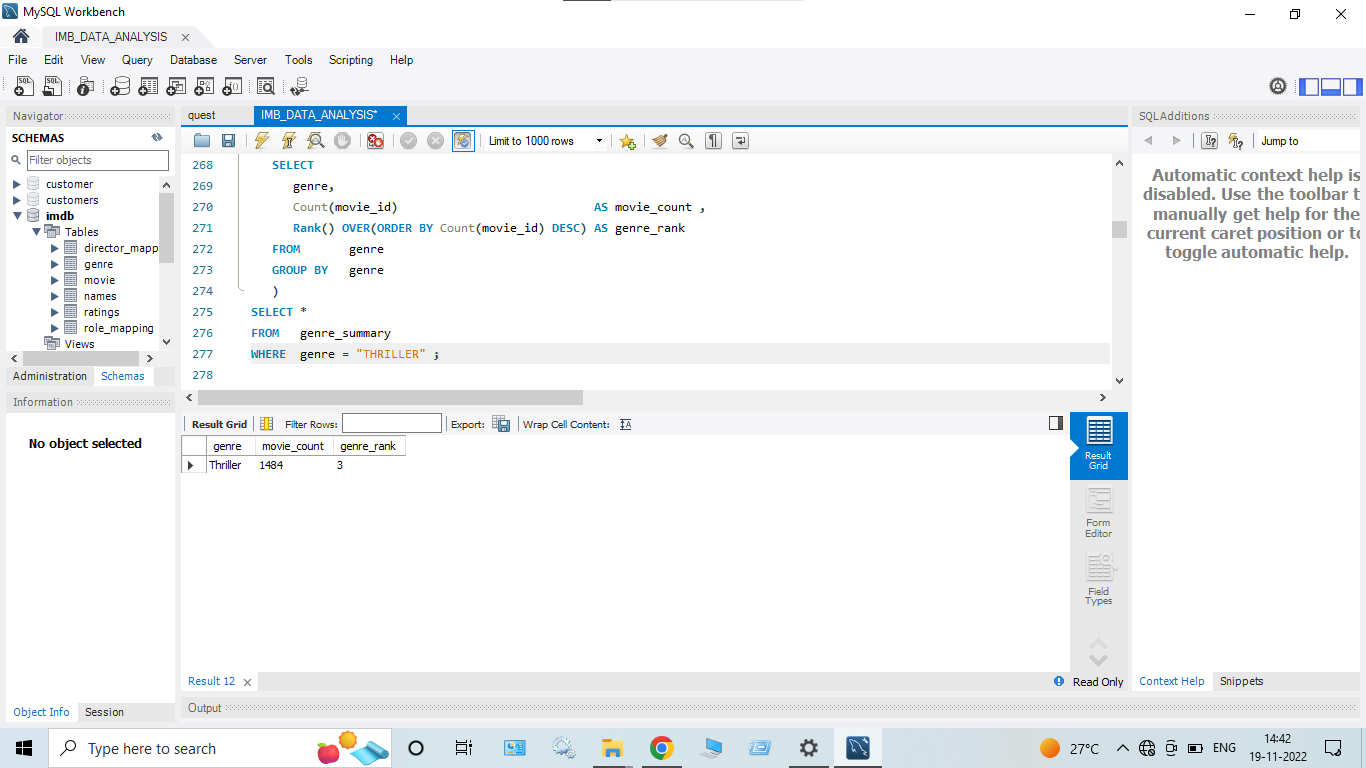 MySQL Workbench
IMB_DATA_ANALYSIS
File Edit View Query Database Server Tools Scripting Help
Navigator
SCHEMAS
Filter objects
customer
customers
imdb
Tables
director_mapp
genre
movie
names
ratings
role_mapping
Views
Administration Schemas
Information
No object selected
Object Info Session
quest IMB_DATA_ANALYSIS*
Limit to 1000 rows
268 SELECT
269 genre,
270 Count(movie_id) AS movie_count ,
271 Rank() OVER(ORDER BY Count(movie_id) DESC) AS genre_rank
272 FROM genre
273 GROUP BY genre
274 )
275 SELECT *
276 FROM genre_summary
277 WHERE genre = "THRILLER" ;
278
Result Grid Filter Rows: Export: Wrap Cell Content:
genre movie_count genre_rank
Thriller 1484 3
Result Grid
Form Editor
Field Types
Result 12
Read Only
Output
SQLAdditions
Jump to
Automatic context help is
disabled. Use the toolbar t
manually get help for the
current caret position or to
toggle automatic help.
Context Help Snippets
Type here to search
27°C
ENG
14:42
19-11-2022